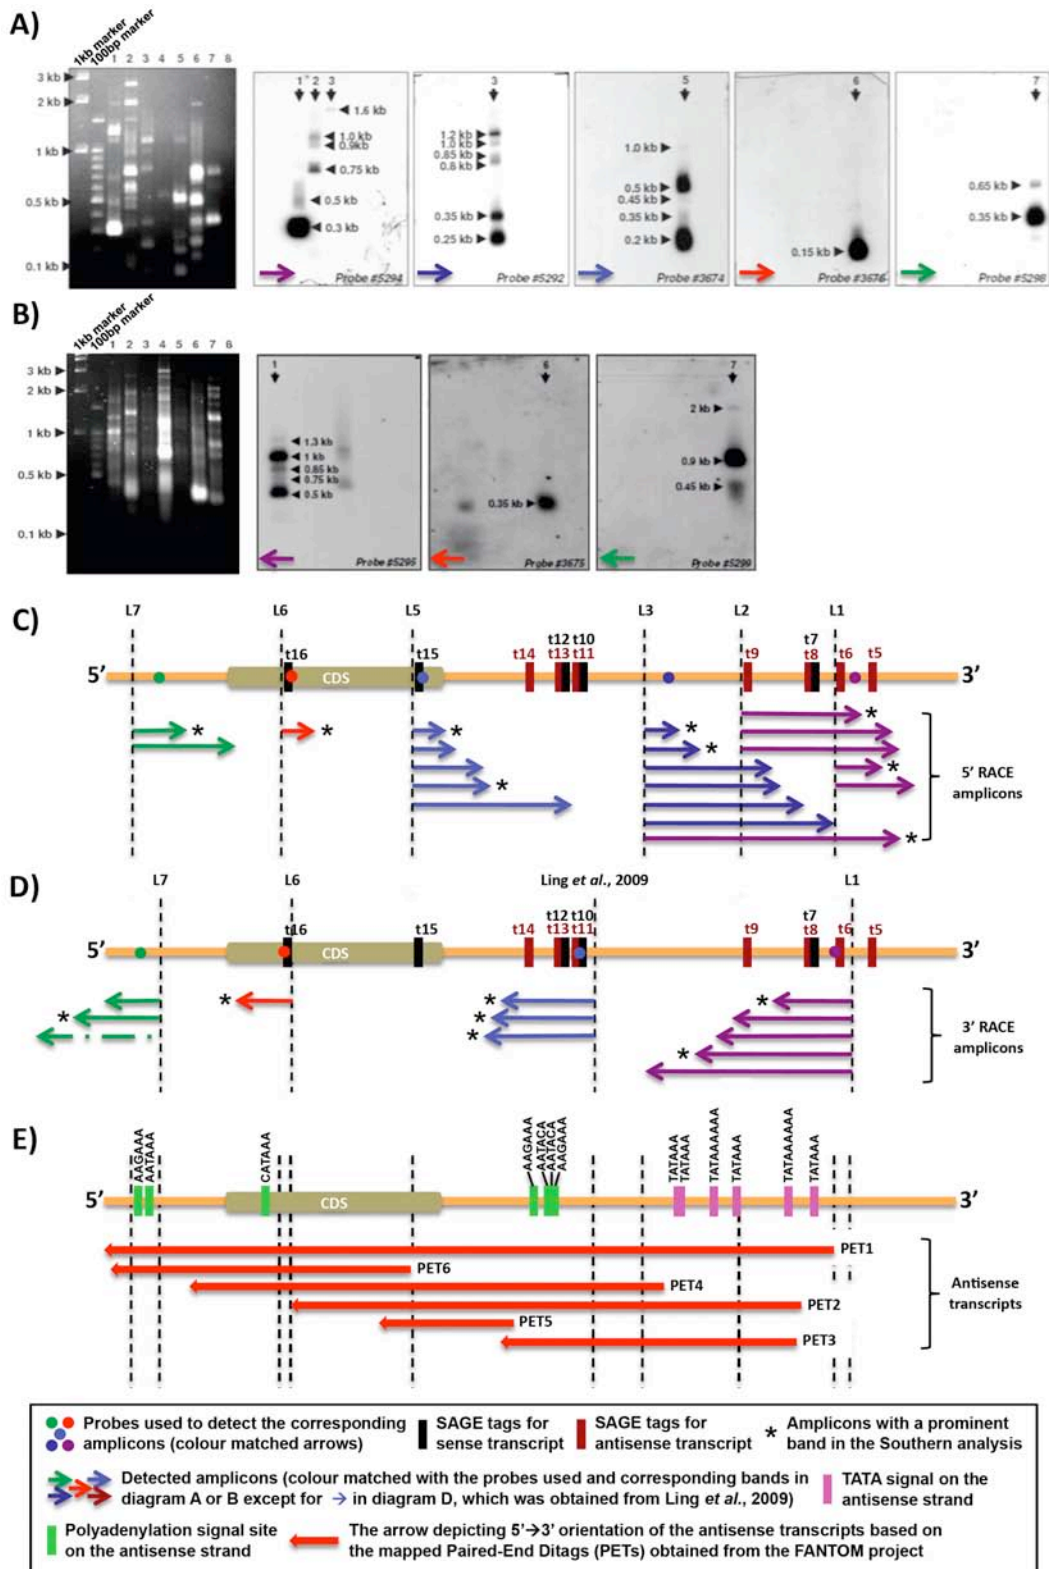 A)
1kb marker
100bp marker
1 2 3 4 5 6 7 8
3 kb
2 kb
1 kb
0.5 kb
0.1 kb
1 2 3
1.6 kb
1.0 kb
0.9kb
0.75 kb
0.5 kb
0.3 kb
Probe #5294
3
1.2 kb
1.0 kb
0.85 kb
0.8 kb
0.35 kb
0.25 kb
Probe #5292
5
1.0 kb
0.5 kb
0.45 kb
0.35 kb
0.2 kb
Probe #3674
6
0.15 kb
Probe #3676
7
0.65 kb
0.35 kb
Probe #5298
B)
1kb marker
100bp marker
1 2 3 4 5 6 7 8
3 kb
2 kb
1 kb
0.5 kb
0.1 kb
1
1.3 kb
1 kb
0.85 kb
0.75 kb
0.5 kb
Probe #5295
6
0.35 kb
Probe #3675
7
2 kb
0.9 kb
0.45 kb
Probe #5299
C)
L7 L6 L5 L3 L2 L1
t12 t10 t7
t16 t15 t14 t13 t11 t9 t8 t6 t5
5' CDS 3'
* * * * * * * * *
5' RACE
amplicons
D)
L7 L6 Ling et al., 2009 L1
t12 t10 t7
t16 t15 t14 t13 t11 t9 t8 t6 t5
5' CDS 3'
* * * * * * *
3' RACE
amplicons
E)
AAGAAA
AATAAA
CATAAA
AAGAAA
AATACA
AATACA
AAGAAA
TATAAA
TATAAA
TATAAAAAA
TATAAA
TATAAAAAA
TATAAA
5' CDS 3'
PET1
PET6
PET4
PET2
PET5
PET3
Antisense
transcripts
Probes used to detect the corresponding
amplicons (colour matched arrows)
SAGE tags for
sense transcript
SAGE tags for
antisense transcript
* Amplicons with a prominent
band in the Southern analysis
Detected amplicons (colour matched with the probes used and corresponding bands in
diagram A or B except for → in diagram D, which was obtained from Ling et al., 2009)
TATA signal on the
antisense strand
Polyadenylation signal site
on the antisense strand
The arrow depicting 5'→3' orientation of the antisense transcripts based on
the mapped Paired-End Ditags (PETs) obtained from the FANTOM project